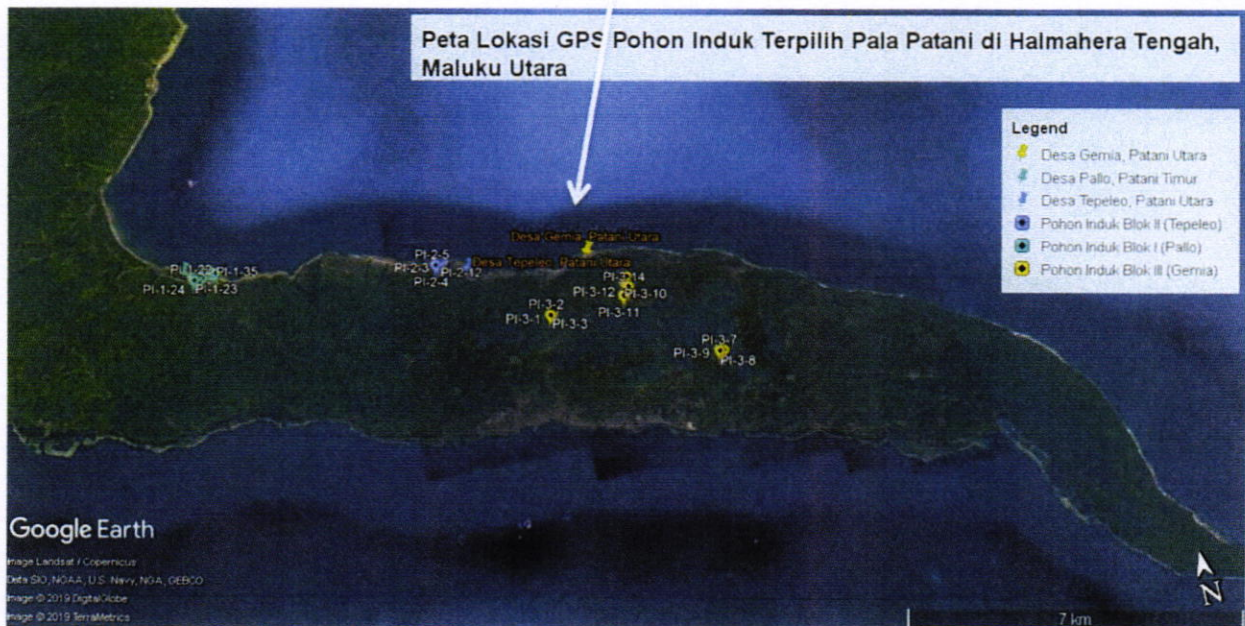 Peta Lokasi GPS Pohon Induk Terpilih Pala Patani di Halmahera Tengah,
Maluku Utara
Legend
Desa Gemia, Patani Utara
Desa Pallo, Patani Timur
Desa Tepeleo, Patani Utara
Pohon Induk Blok II (Tepeleo)
Pohon Induk Blok I (Pallo)
Pohon Induk Blok III (Gemia)
Desa Gemia, Patani Utara
PI-2-5
Desa Tepeleo, Patani Utara
PI-1-22
PI-1-35
PI-2-3
PI-2-12
PI-2-4
PI-1-24
PI-1-23
PI-3-14
PI-3-12
PI-3-10
PI-3-11
PI-3-2
PI-3-1
PI-3-3
PI-3-7
PI-3-9
PI-3-8
Google Earth
Image Landsat / Copernicus
Data SIO, NOAA, U.S. Navy, NGA, GEBCO
Image © 2019 DigitalGlobe
Image © 2019 TerraMetrics
N
7 km